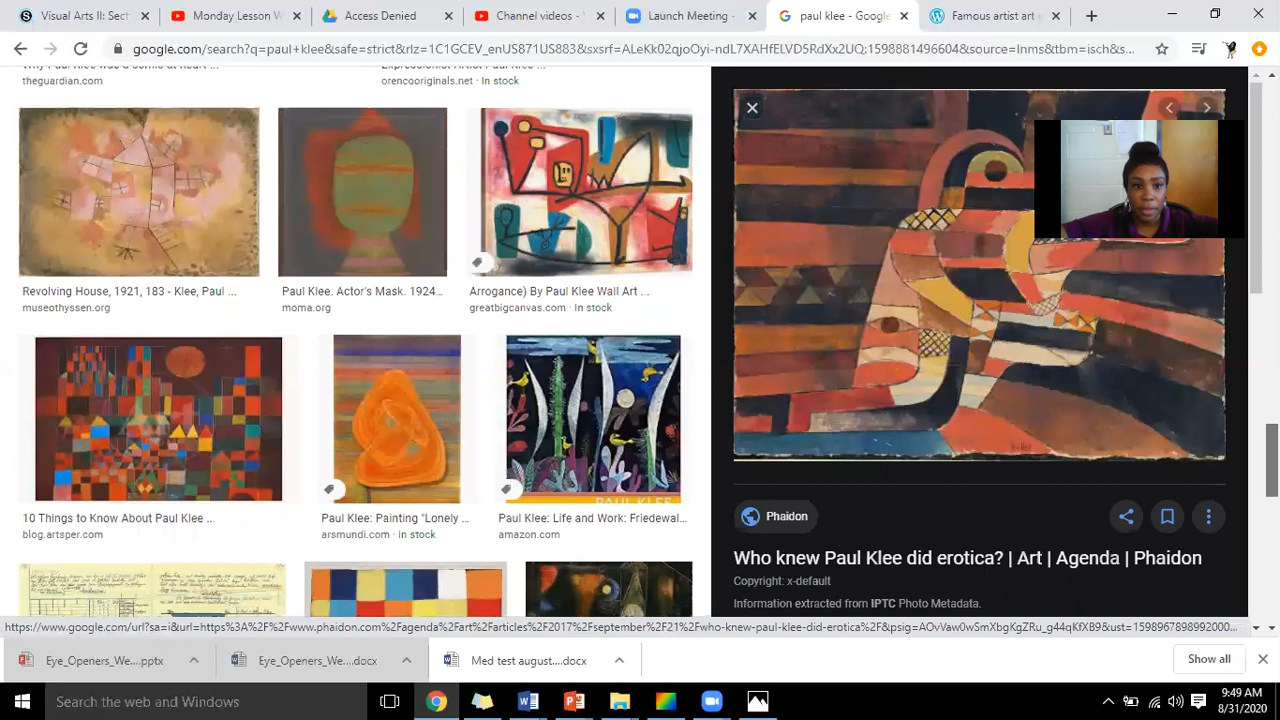 Visual Arts II: Sect
Monday Lesson W
Access Denied
Channel videos -
Launch Meeting -
paul klee - Google
Famous artist art w
google.com/search?q=paul+klee&safe=strict&rlz=1C1GCEV_enUS871US883&sxsrf=ALeKk02qjoOyi-ndL7XAHfELVD5RdXx2UQ:1598881496604&source=lnms&tbm=isch&s...
theguardian.com
orencooriginals.net · In stock
Revolving House, 1921, 183 - Klee, Paul ...
museothyssen.org
Paul Klee. Actor's Mask. 1924...
moma.org
Arrogance) By Paul Klee Wall Art ...
greatbigcanvas.com · In stock
10 Things to Know About Paul Klee ...
blog.artsper.com
Paul Klee: Painting "Lonely ...
arsmundi.com · In stock
PAUL KLEE
Paul Klee: Life and Work: Friedewal...
amazon.com
Phaidon
Who knew Paul Klee did erotica? | Art | Agenda | Phaidon
Copyright: x-default
Information extracted from IPTC Photo Metadata.
https://www.google.com/url?sa=i&url=https%3A%2F%2Fwww.phaidon.com%2Fagenda%2Fart%2Farticles%2F2017%2Fseptember%2F21%2Fwho-knew-paul-klee-did-erotica%2F&psig=AOvVaw0wSmXbgKgZRu_g44qKfXB9&ust=1598967898992000...
Eye_Openers_We....pptx
Eye_Openers_We....docx
Med test august....docx
Show all
Search the web and Windows
9:49 AM
8/31/2020